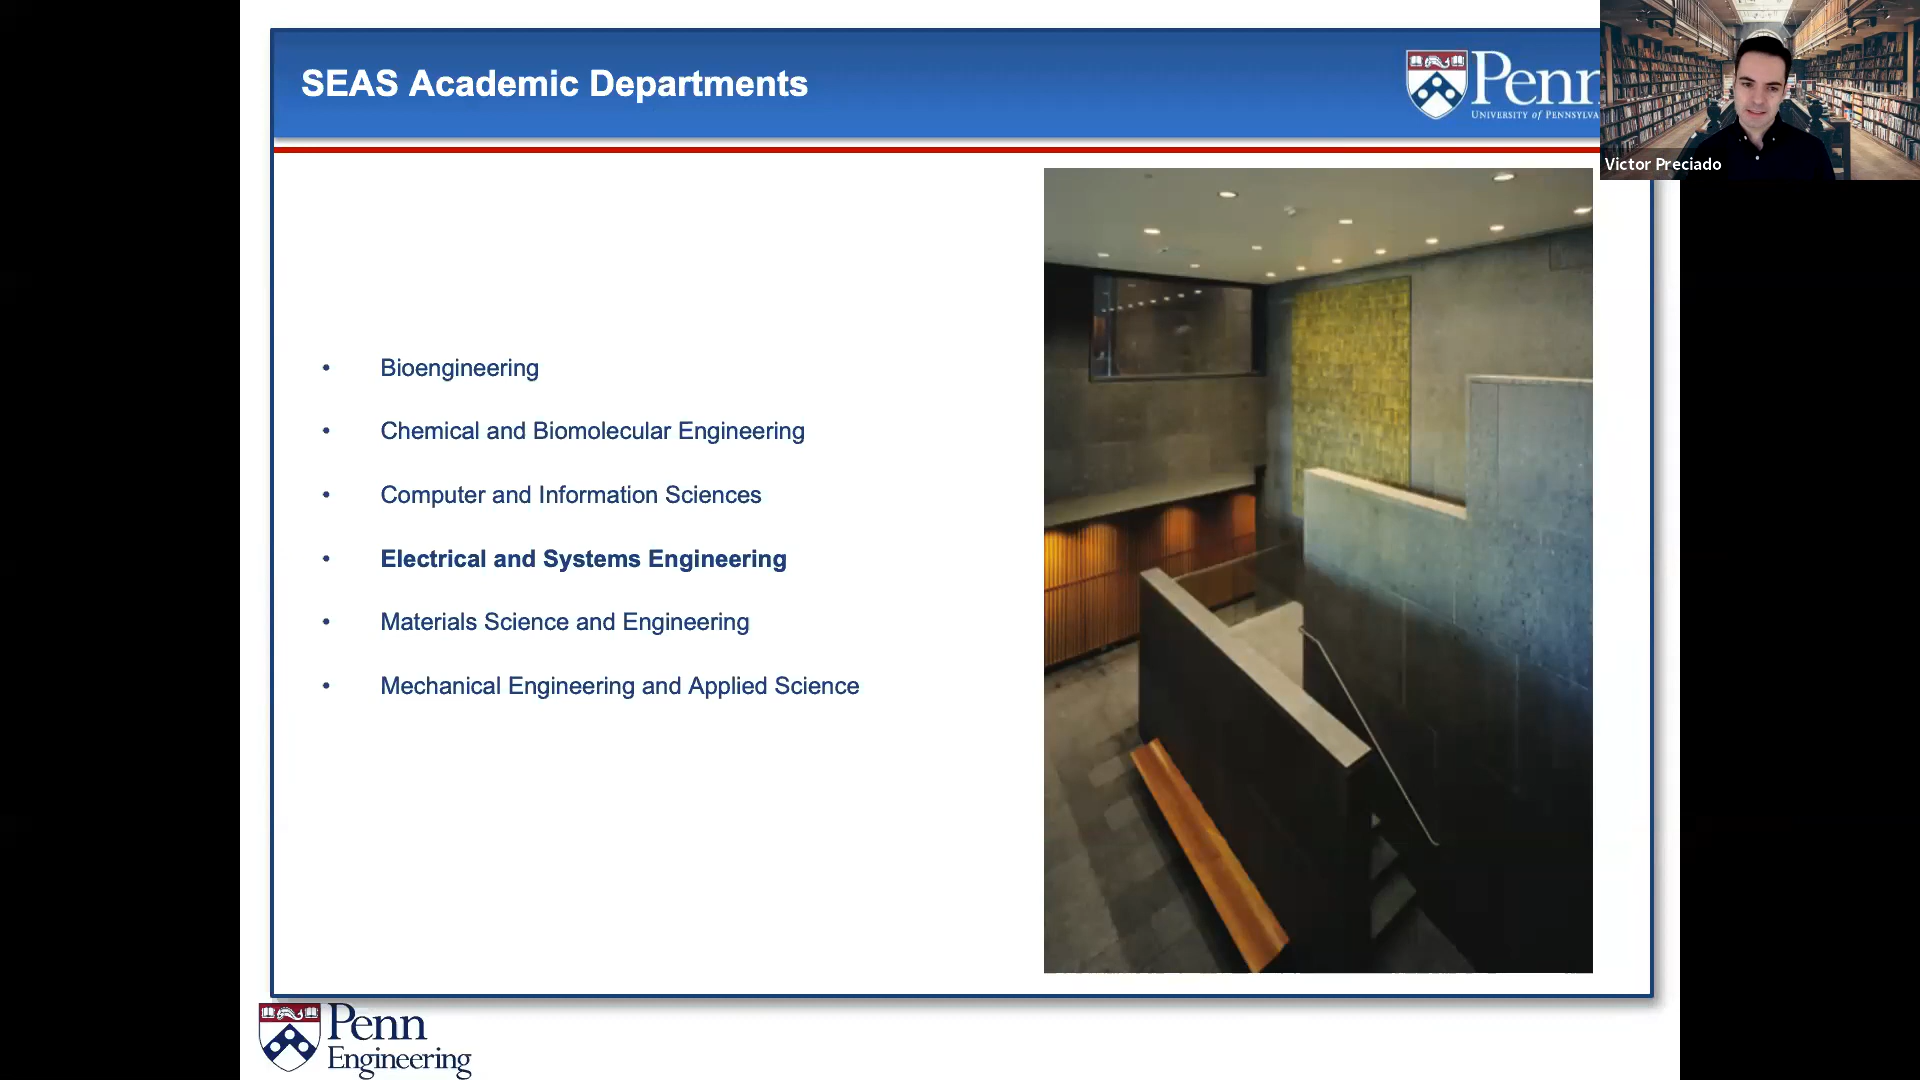 SEAS Academic Departments
Penn
UNIVERSITY of PENNSYLVA
Victor Preciado
• Bioengineering
• Chemical and Biomolecular Engineering
• Computer and Information Sciences
• Electrical and Systems Engineering
• Materials Science and Engineering
• Mechanical Engineering and Applied Science
Penn
Engineering